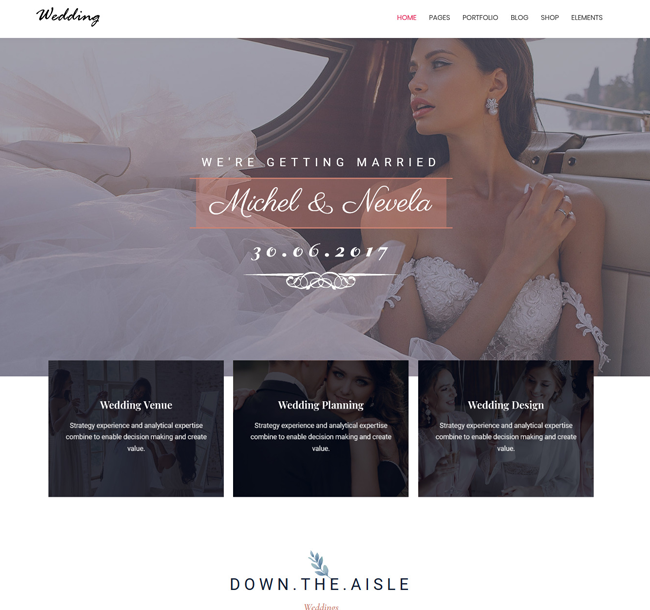 Wedding
HOME PAGES PORTFOLIO BLOG SHOP ELEMENTS
WE'RE GETTING MARRIED
Michel & Nevela
30.06.2017
Wedding Venue
Strategy experience and analytical expertise
combine to enable decision making and create
value.
Wedding Planning
Strategy experience and analytical expertise
combine to enable decision making and create
value.
Wedding Design
Strategy experience and analytical expertise
combine to enable decision making and create
value.
DOWN.THE.AISLE
Weddings